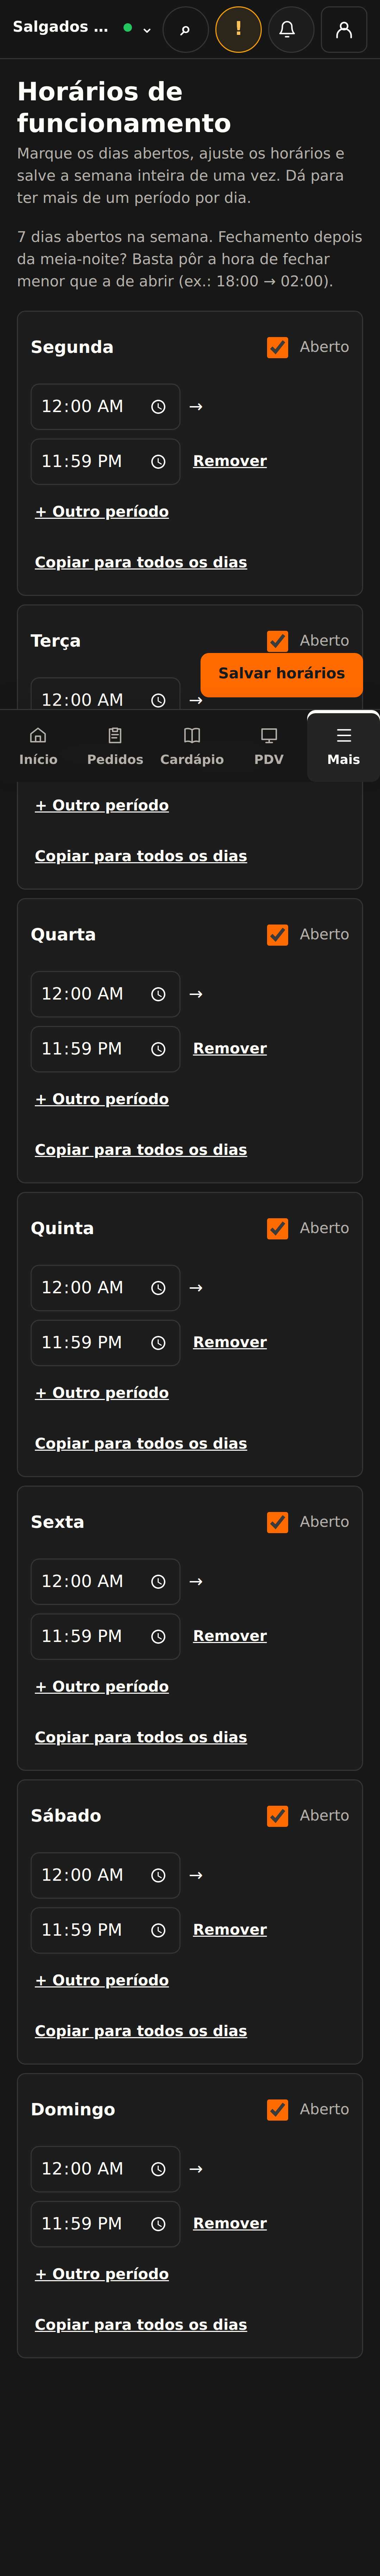 Salgados ...
!
Horários de
funcionamento
Marque os dias abertos, ajuste os horários e
salve a semana inteira de uma vez. Dá para
ter mais de um período por dia.
7 dias abertos na semana. Fechamento depois
da meia-noite? Basta pôr a hora de fechar
menor que a de abrir (ex.: 18:00 → 02:00).
Segunda Aberto
12:00 AM →
11:59 PM Remover
+ Outro período
Copiar para todos os dias
Terça Aberto
Salvar horários
12:00 AM →
Início Pedidos Cardápio PDV Mais
+ Outro período
Copiar para todos os dias
Quarta Aberto
12:00 AM →
11:59 PM Remover
+ Outro período
Copiar para todos os dias
Quinta Aberto
12:00 AM →
11:59 PM Remover
+ Outro período
Copiar para todos os dias
Sexta Aberto
12:00 AM →
11:59 PM Remover
+ Outro período
Copiar para todos os dias
Sábado Aberto
12:00 AM →
11:59 PM Remover
+ Outro período
Copiar para todos os dias
Domingo Aberto
12:00 AM →
11:59 PM Remover
+ Outro período
Copiar para todos os dias